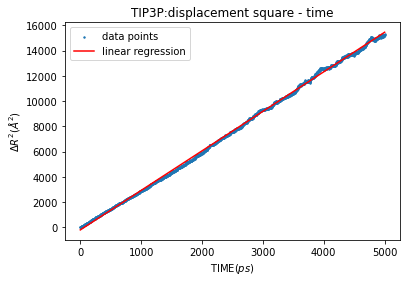 TIP3P:displacement square - time
data points
linear regression
ΔR²(Å²)
16000
14000
12000
10000
8000
6000
4000
2000
0
0 1000 2000 3000 4000 5000
TIME(ps)